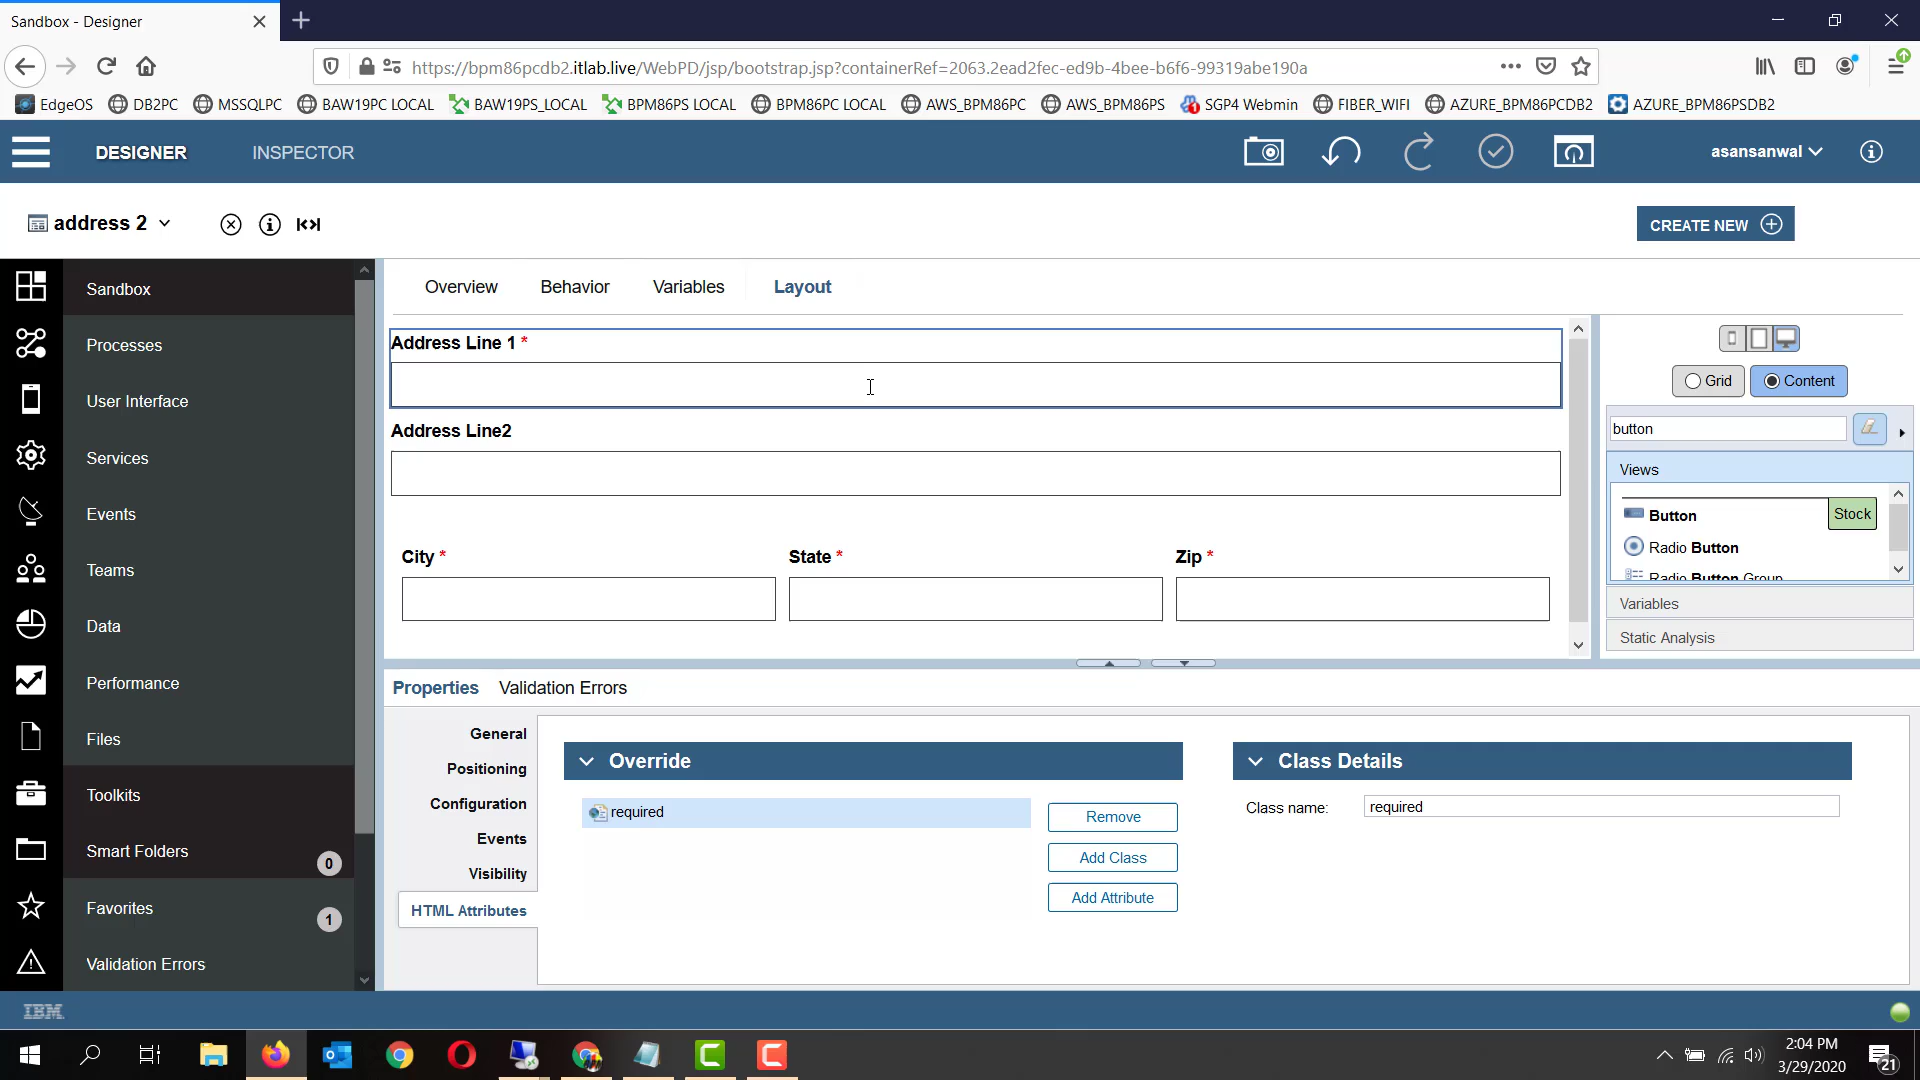 Sandbox - Designer
https://bpm86pcdb2.itlab.live/WebPD/jsp/bootstrap.jsp?containerRef=2063.2ead2fec-ed9b-4bee-b6f6-99319abe190a
EdgeOS DB2PC MSSQLPC BAW19PC LOCAL BAW19PS_LOCAL BPM86PS LOCAL BPM86PC LOCAL AWS_BPM86PC AWS_BPM86PS SGP4 Webmin FIBER_WIFI AZURE_BPM86PCDB2 AZURE_BPM86PSDB2
DESIGNER INSPECTOR asansanwal
address 2 CREATE NEW
Sandbox
Processes
User Interface
Services
Events
Teams
Data
Performance
Files
Toolkits
Smart Folders 0
Favorites 1
Validation Errors
Overview Behavior Variables Layout
Address Line 1 *
Address Line2
City * State * Zip *
Grid Content
button
Views
Button Stock
Radio Button
Radio Button Group
Variables
Static Analysis
Properties Validation Errors
General
Positioning
Configuration
Events
Visibility
HTML Attributes
Override
required
Remove
Add Class
Add Attribute
Class Details
Class name: required
IBM
2:04 PM
3/29/2020
21